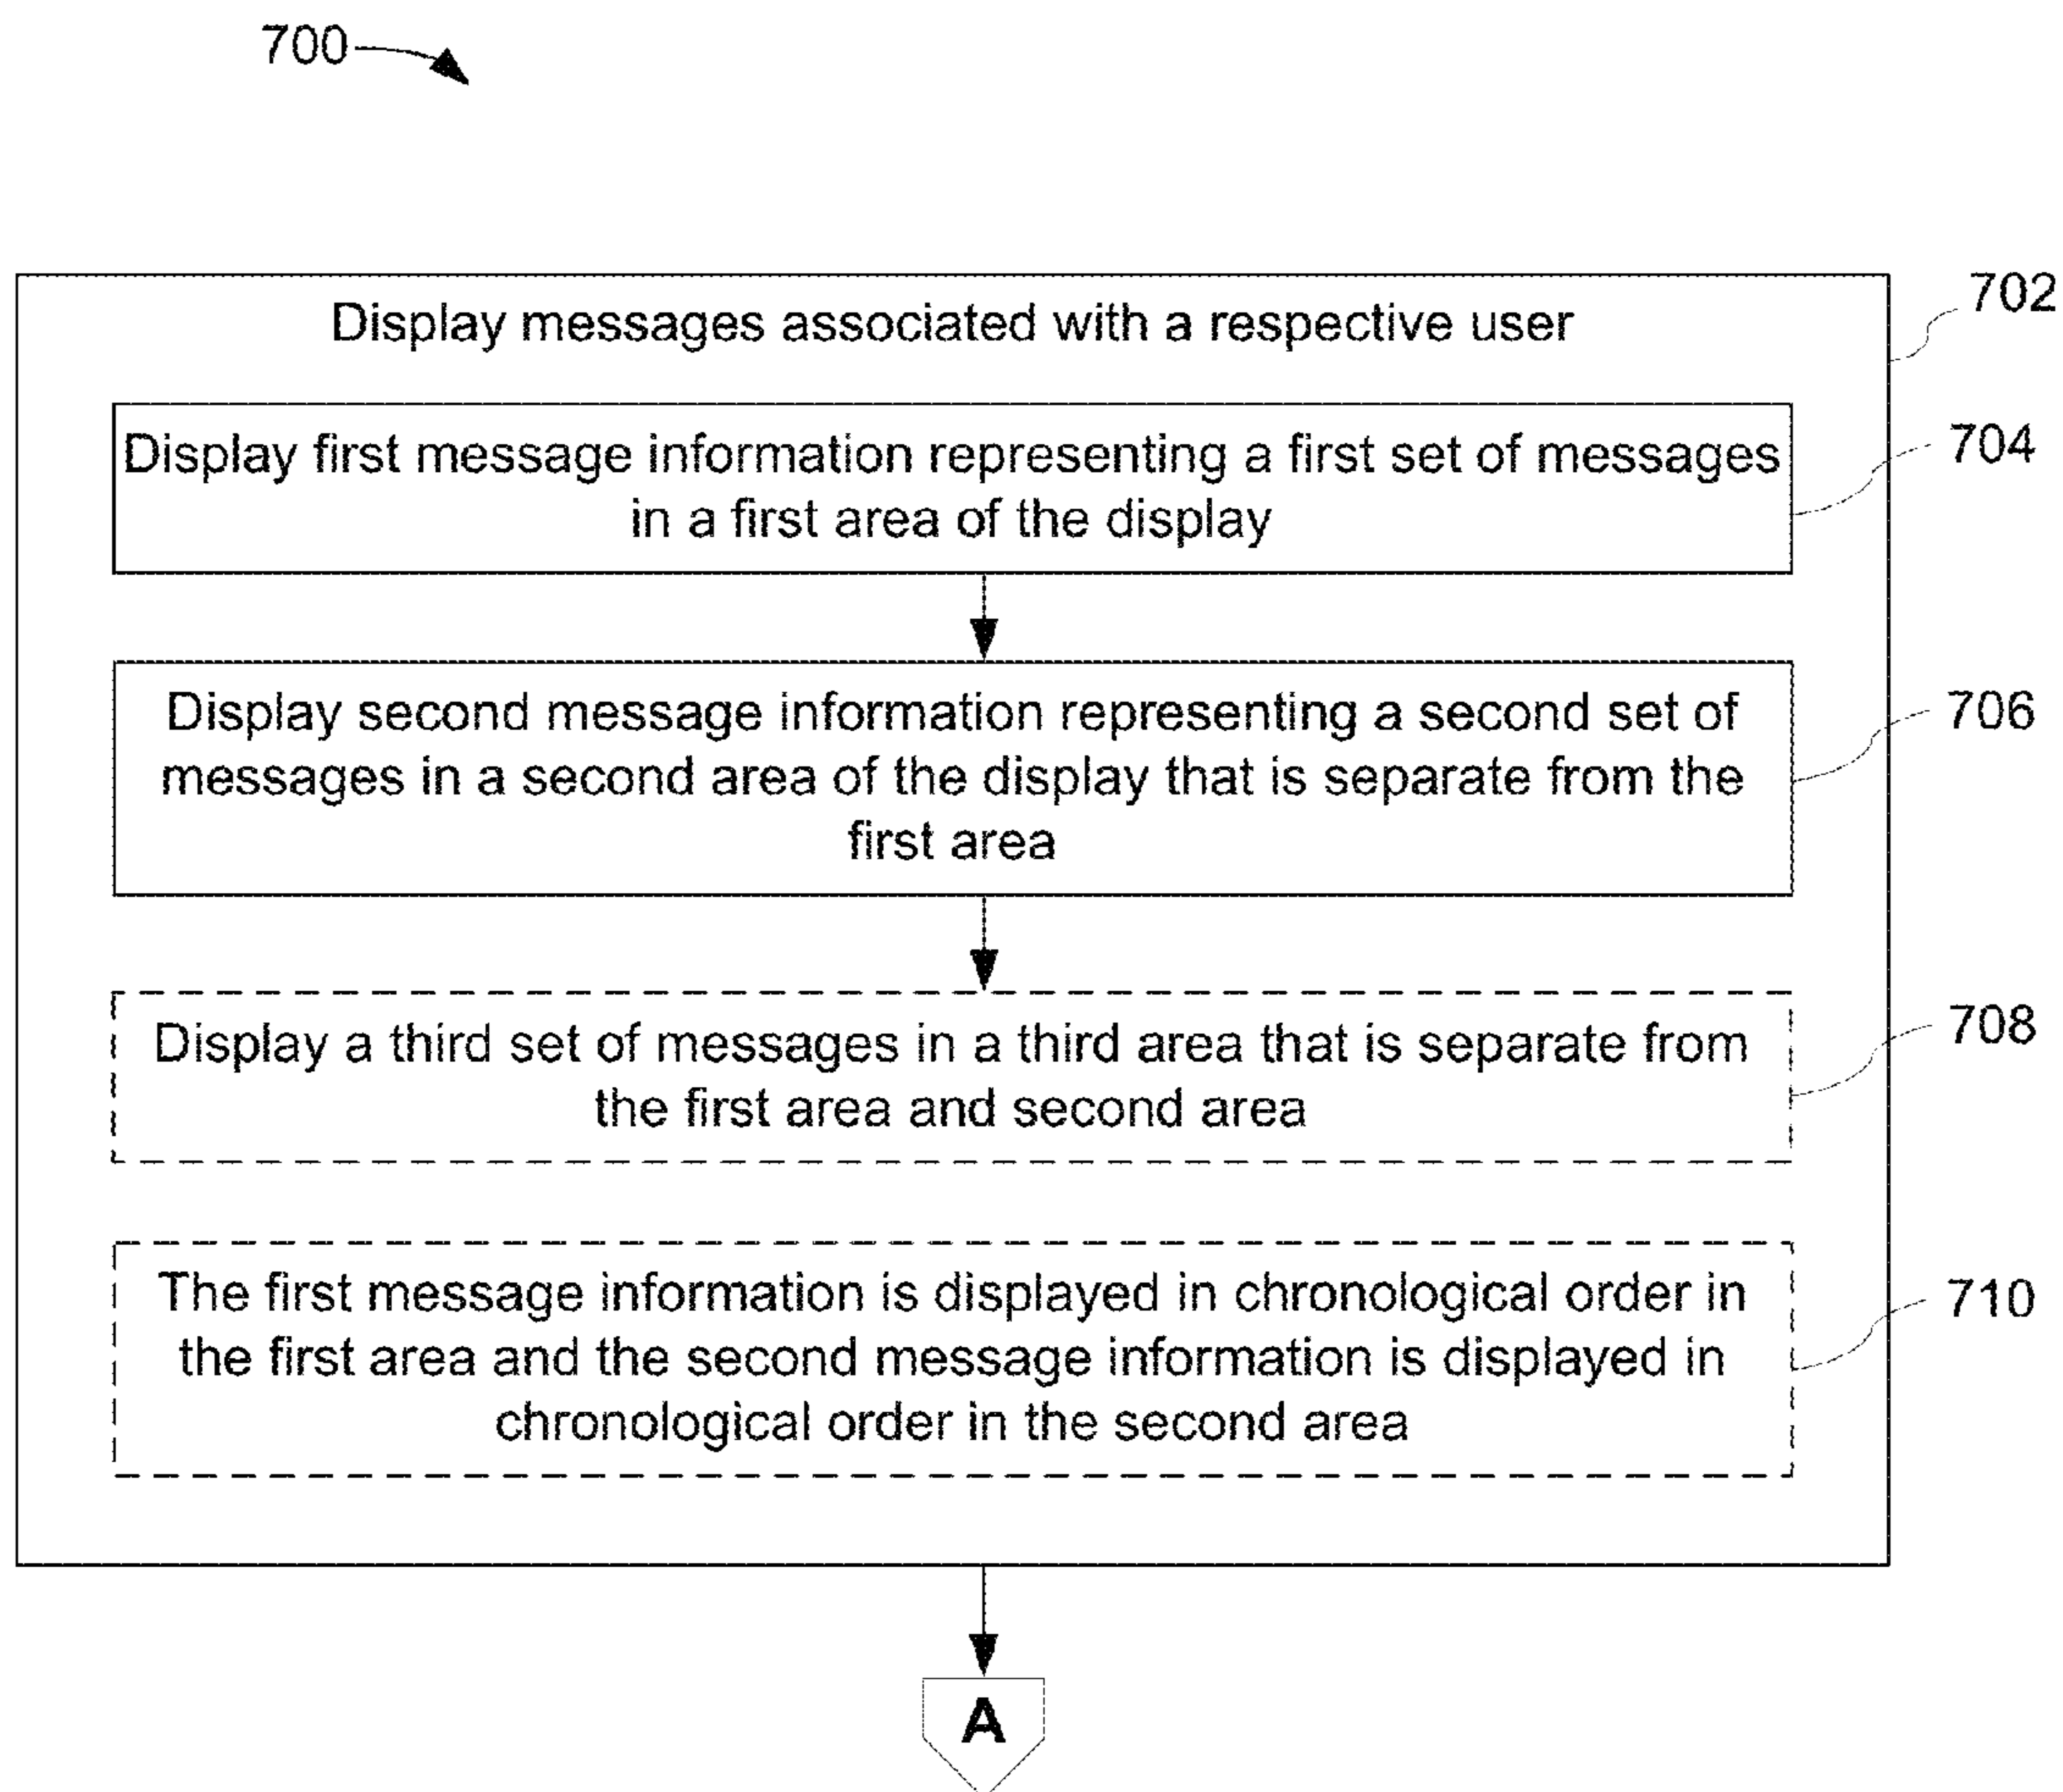 700
Display messages associated with a respective user
702
Display first message information representing a first set of messages
in a first area of the display
704
Display second message information representing a second set of
messages in a second area of the display that is separate from the
first area
706
Display a third set of messages in a third area that is separate from
the first area and second area
708
The first message information is displayed in chronological order in
the first area and the second message information is displayed in
chronological order in the second area
710
A